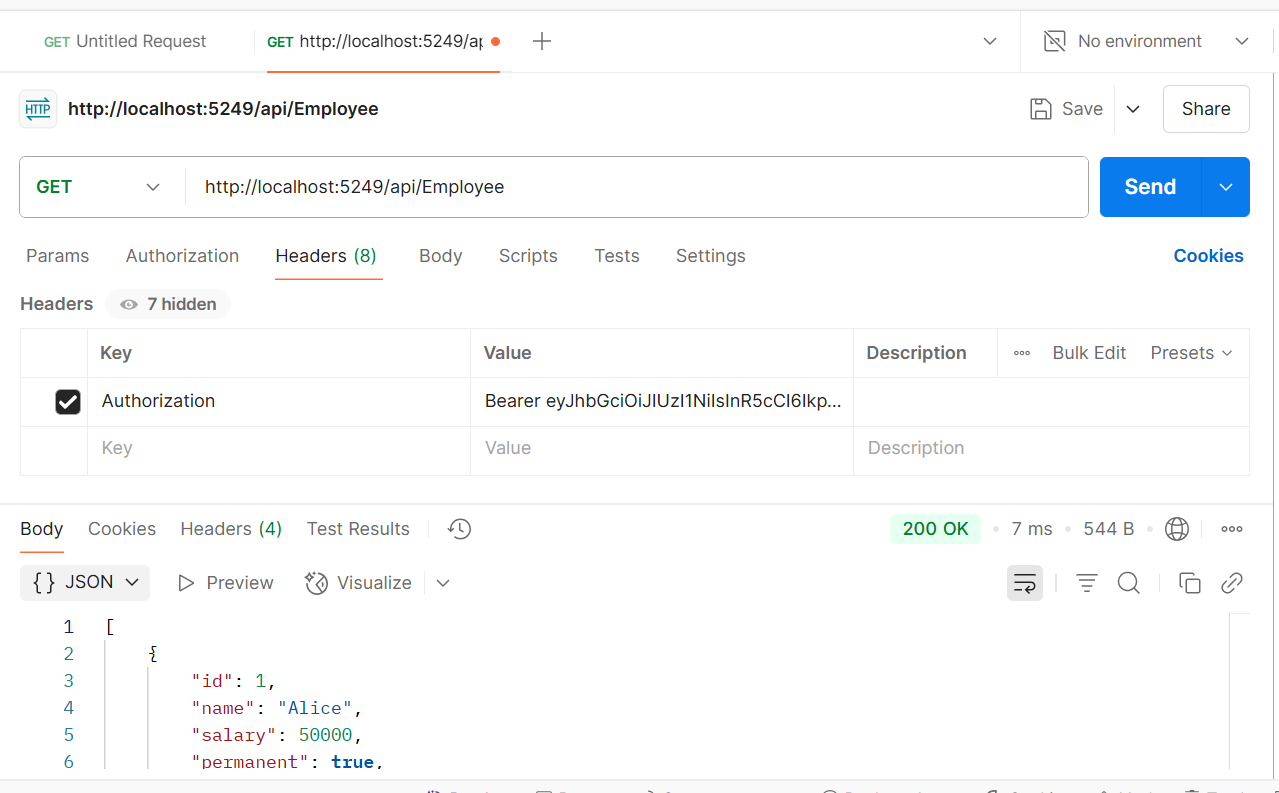 GET Untitled Request
GET http://localhost:5249/ap
No environment
HTTP http://localhost:5249/api/Employee
Save
Share
GET http://localhost:5249/api/Employee
Send
Params Authorization Headers (8) Body Scripts Tests Settings Cookies
Headers 7 hidden
Key Value Description Bulk Edit Presets
Authorization Bearer eyJhbGciOiJIUzI1NiIsInR5cCI6Ikp...
Key Value Description
Body Cookies Headers (4) Test Results 200 OK • 7 ms • 544 B
{} JSON Preview Visualize
1 [
2 {
3 "id": 1,
4 "name": "Alice",
5 "salary": 50000,
6 "permanent": true,